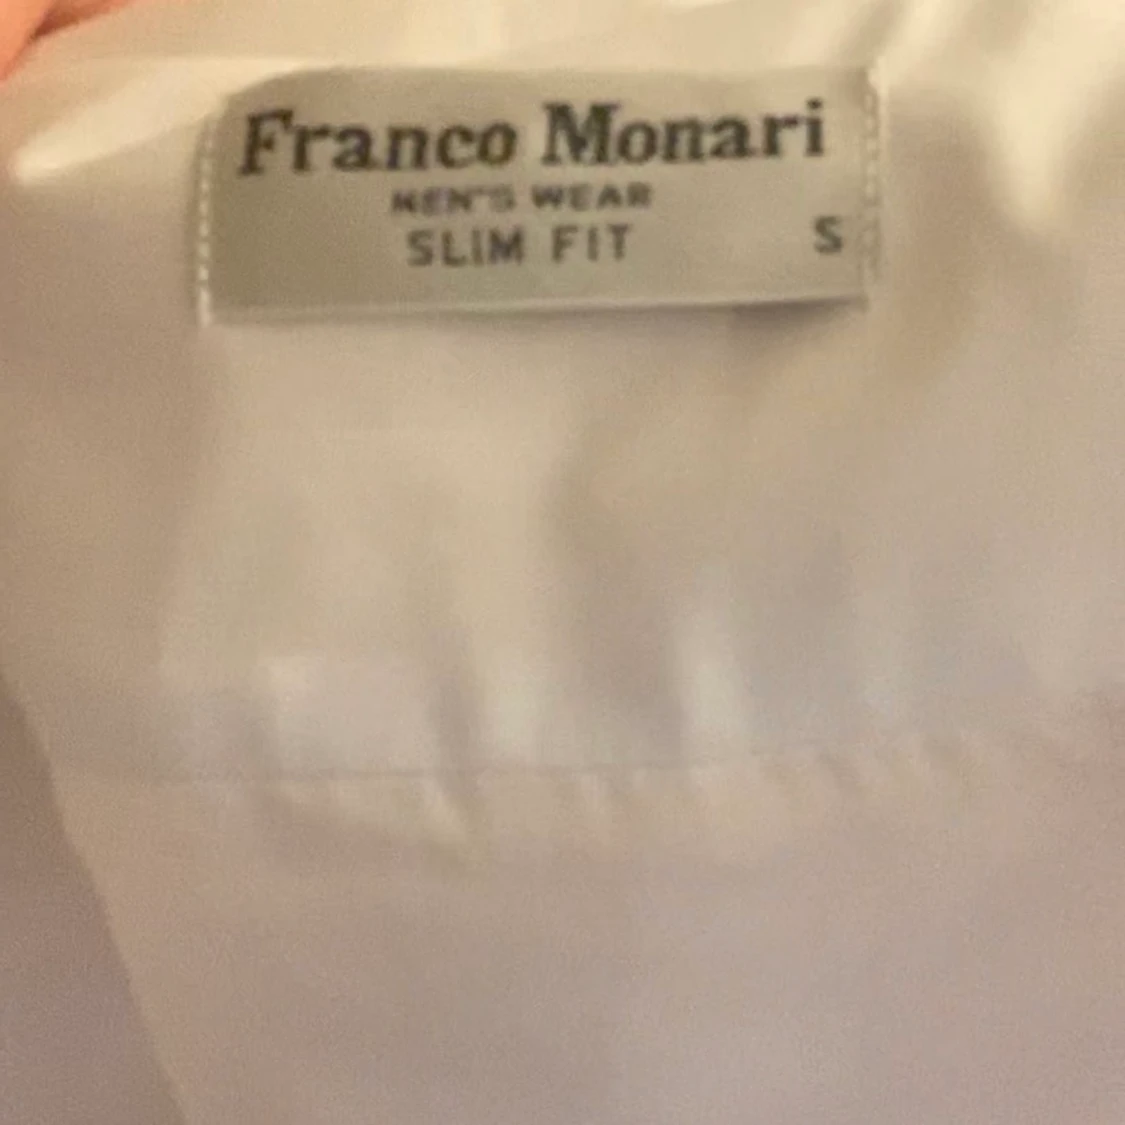 Franco Monari
MEN'S WEAR
SLIM FIT S